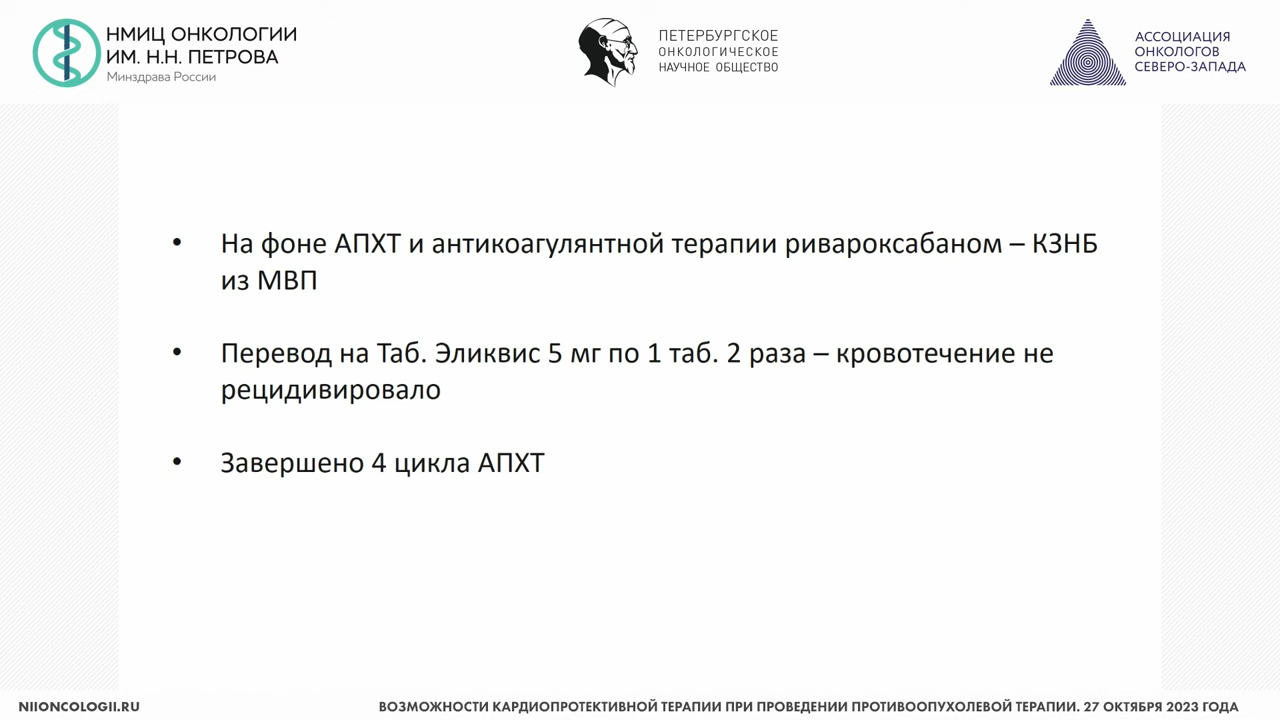 НМИЦ ОНКОЛОГИИ
ИМ. Н.Н. ПЕТРОВА
Минздрава России
ПЕТЕРБУРГСКОЕ
ОНКОЛОГИЧЕСКОЕ
НАУЧНОЕ ОБЩЕСТВО
АССОЦИАЦИЯ
ОНКОЛОГОВ
СЕВЕРО-ЗАПАДА
• На фоне АПХТ и антикоагулянтной терапии ривароксабаном – КЗНБ
из МВП
• Перевод на Таб. Эликвис 5 мг по 1 таб. 2 раза – кровотечение не
рецидивировало
• Завершено 4 цикла АПХТ
NIIONCOLOGII.RU
ВОЗМОЖНОСТИ КАРДИОПРОТЕКТИВНОЙ ТЕРАПИИ ПРИ ПРОВЕДЕНИИ ПРОТИВООПУХОЛЕВОЙ ТЕРАПИИ. 27 ОКТЯБРЯ 2023 ГОДА